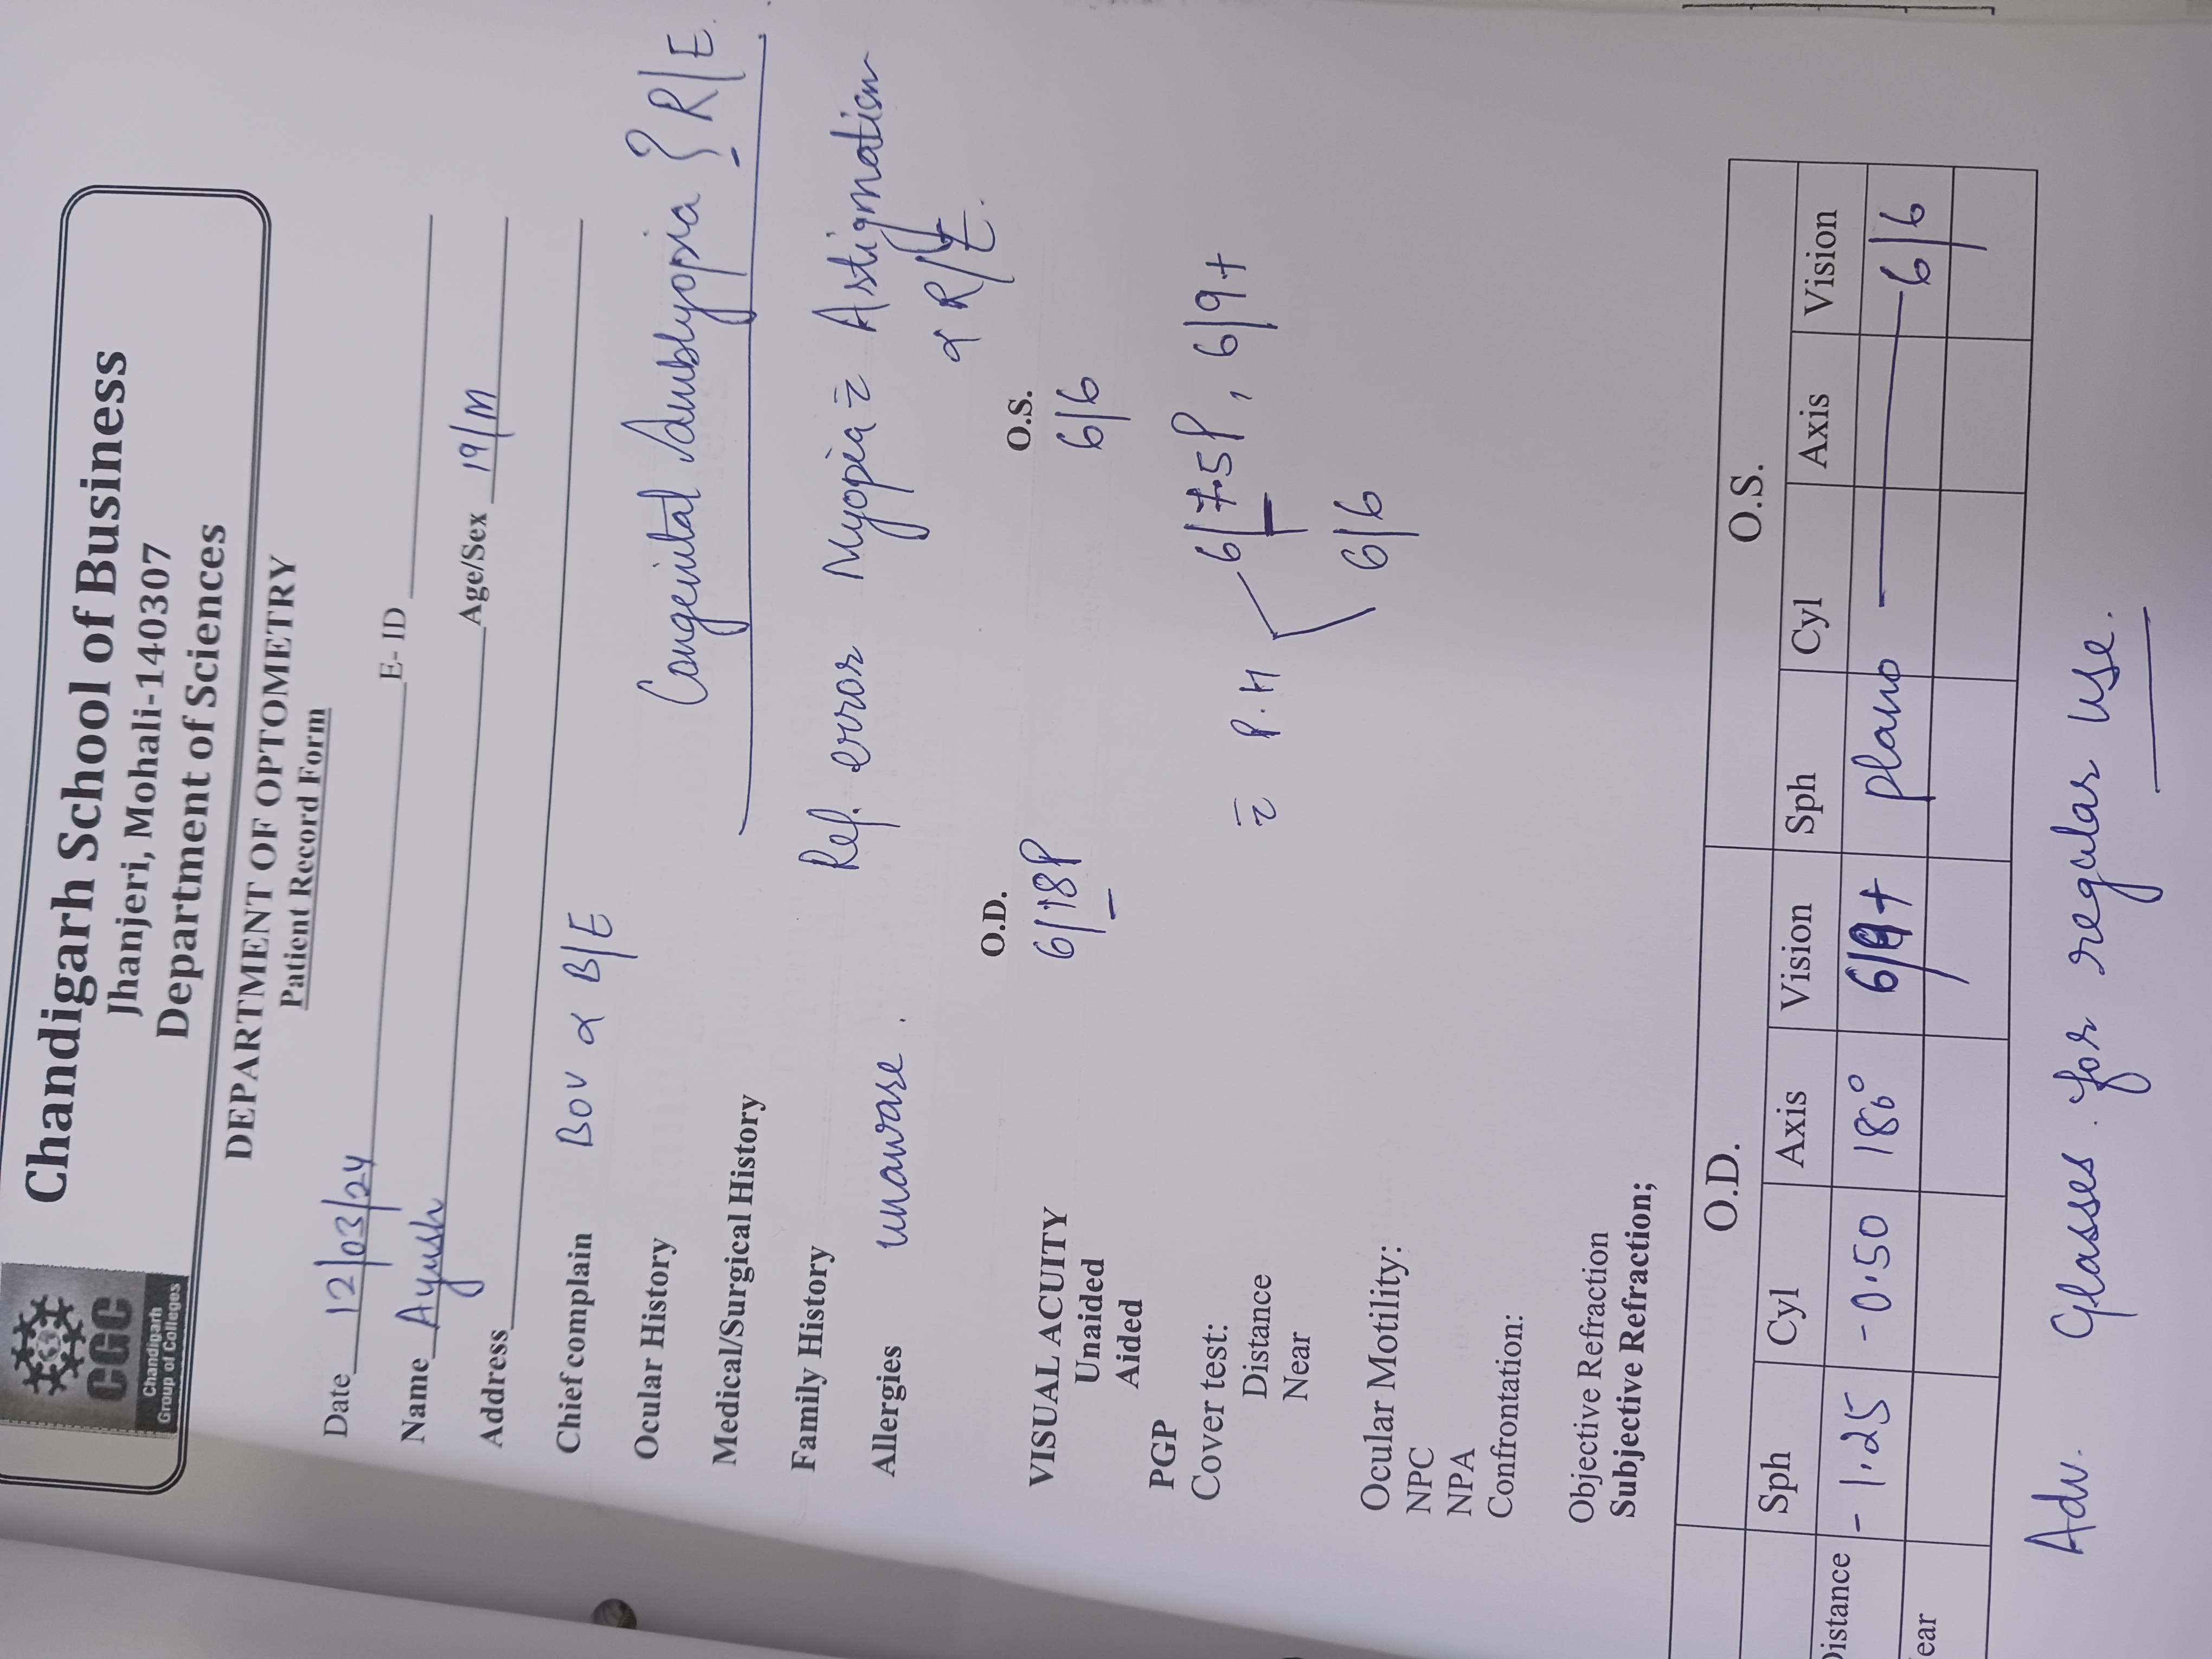 CGC
Chandigarh
Group of Colleges
Chandigarh School of Business
Jhanjeri, Mohali-140307
Department of Sciences
DEPARTMENT OF OPTOMETRY
Patient Record Form
Date 12/03/24 E- ID
Name Ayush Age/Sex 19/M
Address
Chief complain BOV α B/E
Ocular History
Congenital Amblyopia ? R/E.
Medical/Surgical History
Family History
Ref. error Myopia c̄ Astigmatism
Allergies unaware.
α R/E.
O.D. O.S.
VISUAL ACUITY 6/18P 6/6
Unaided
Aided
PGP
Cover test:
Distance
Near
c̄ P.H 6/7.5P, 6/9+
6/6
Ocular Motility:
NPC
NPA
Confrontation:
Objective Refraction
Subjective Refraction;
O.D. O.S.
Sph Cyl Axis Vision Sph Cyl Axis Vision
Distance -1.25 -0.50 180° 6/9+ plano 6/6
ear
Adv. Glasses for regular use.